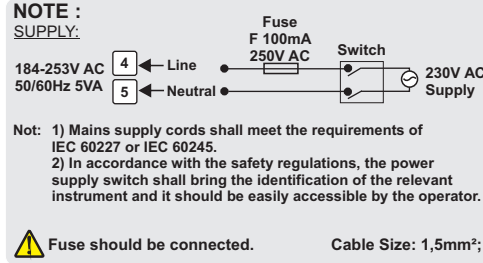 NOTE :
SUPPLY:
Fuse
F 100mA
250V AC
Switch
184-253V AC
50/60Hz 5VA
4
Line
5
Neutral
230V AC
Supply
Not: 1) Mains supply cords shall meet the requirements of
IEC 60227 or IEC 60245.
2) In accordance with the safety regulations, the power
supply switch shall bring the identification of the relevant
instrument and it should be easily accessible by the operator.
Fuse should be connected.
Cable Size: 1,5mm²;